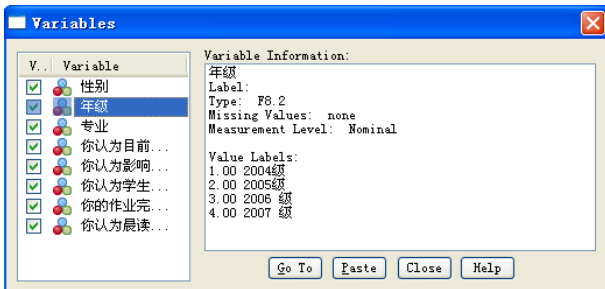 Variables
V.. Variable
性别
年级
专业
你认为目前...
你认为影响...
你认为学生...
你的作业完...
你认为晨读...
Variable Information:
年级
Label:
Type: F8.2
Missing Values: none
Measurement Level: Nominal
Value Labels:
1.00 2004级
2.00 2005级
3.00 2006 级
4.00 2007 级
Go To Paste Close Help